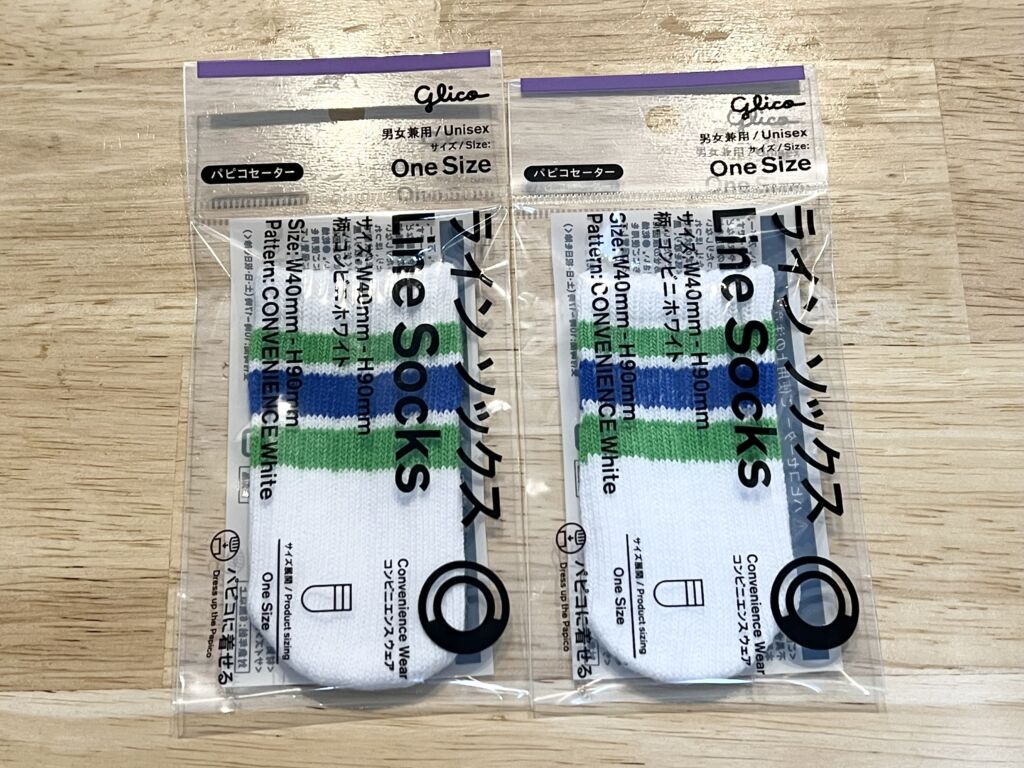 Glico
男女兼用 / Unisex
サイズ / Size:
One Size
パピコセーター
ライン ソックス
Line Socks
サイズ：W40mm - H90mm
柄：コンビニホワイト
Size: W40mm - H90mm
Pattern: CONVENIENCE White
Convenience Wear
コンビニエンス ウェア
サイズ展開 / Product sizing
One Size
パピコに着せる
Dress up the Papico
Glico
男女兼用 / Unisex
サイズ / Size:
One Size
パピコセーター
ライン ソックス
Line Socks
サイズ：W40mm - H90mm
柄：コンビニホワイト
Size: W40mm - H90mm
Pattern: CONVENIENCE White
Convenience Wear
コンビニエンス ウェア
サイズ展開 / Product sizing
One Size
パピコに着せる
Dress up the Papico